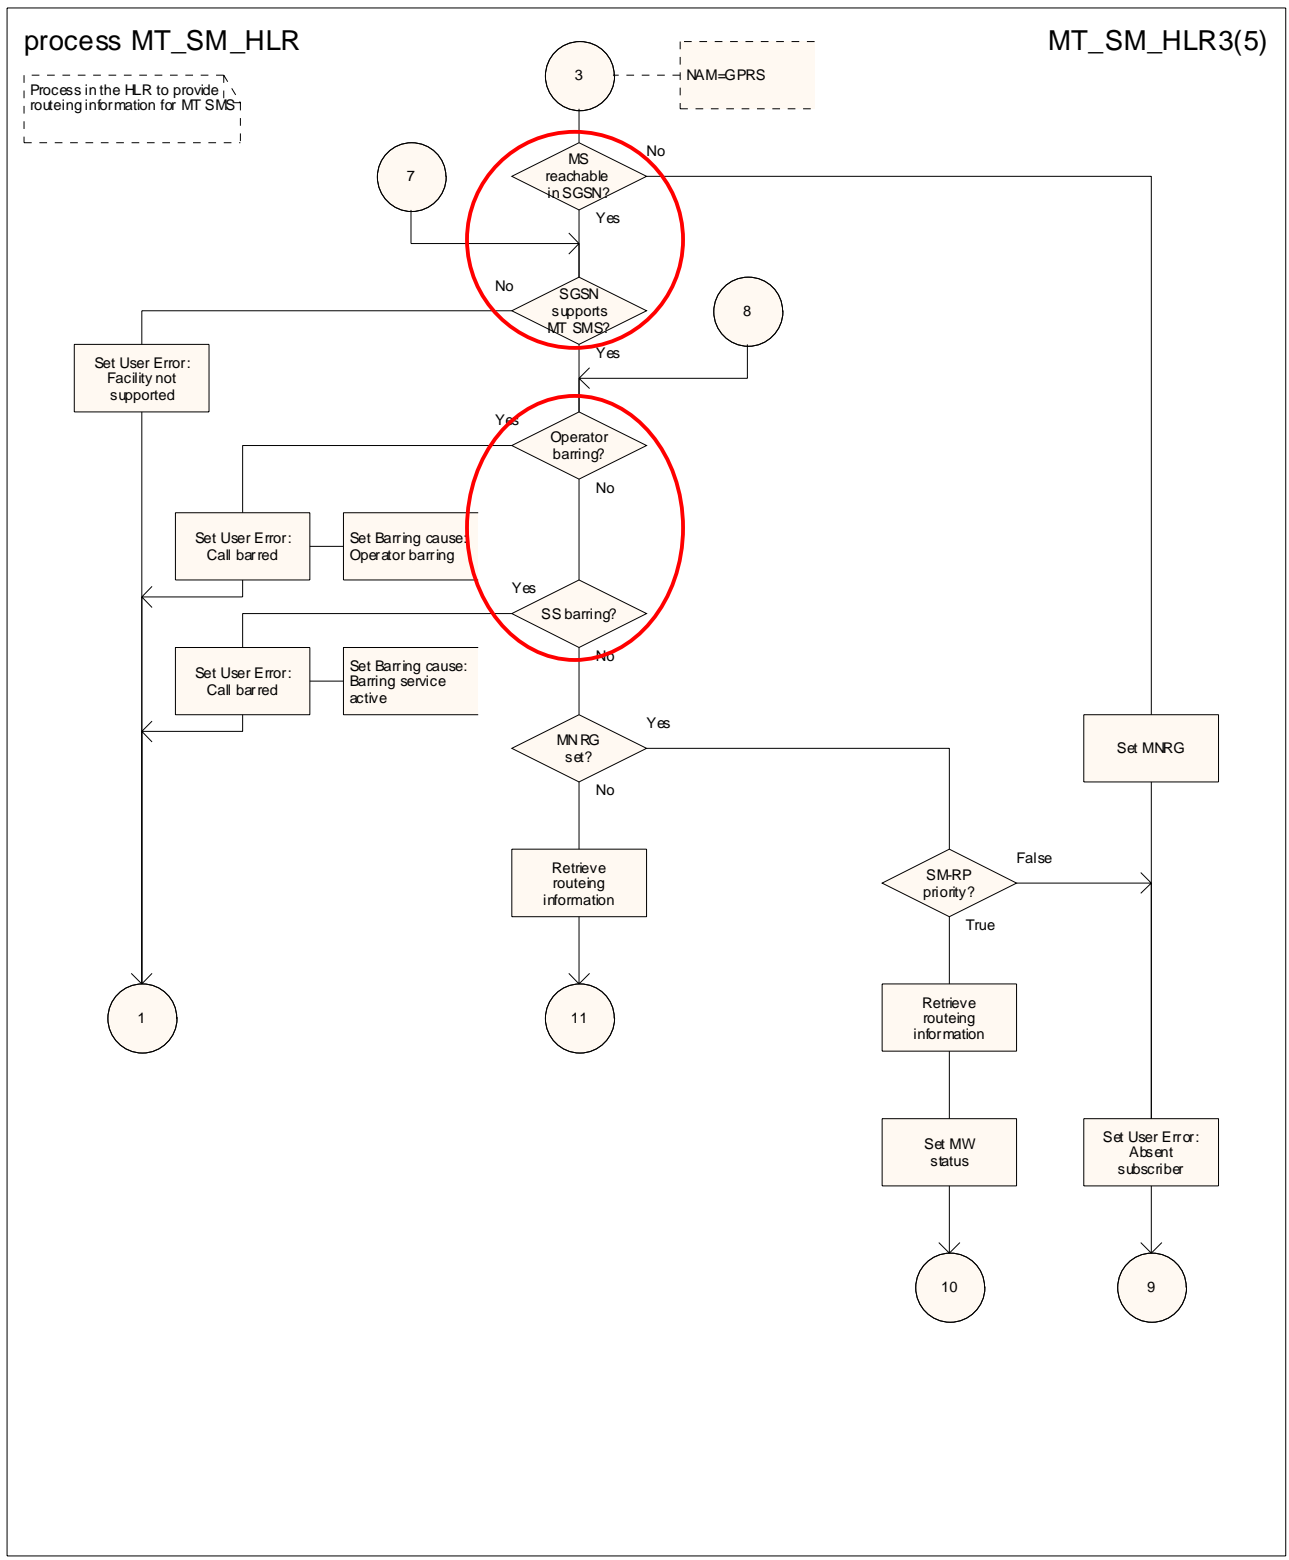 process MT_SM_HLR
MT_SM_HLR3(5)
Process in the HLR to provide
routeing information for MT SMS
3
NAM=GPRS
MS
reachable
in SGSN?
No
Yes
7
No
SGSN
supports
MT SMS?
8
Yes
Set User Error:
Facility not
supported
Yes
Operator
barring?
No
Set User Error:
Call barred
Set Barring cause:
Operator barring
Yes
SS barring?
No
Set User Error:
Call barred
Set Barring cause:
Barring service
active
MNRG
set?
Yes
No
Set MNRG
Retrieve
routeing
information
SM-RP
priority?
False
True
1
11
Retrieve
routeing
information
Set MW
status
Set User Error:
Absent
subscriber
10
9